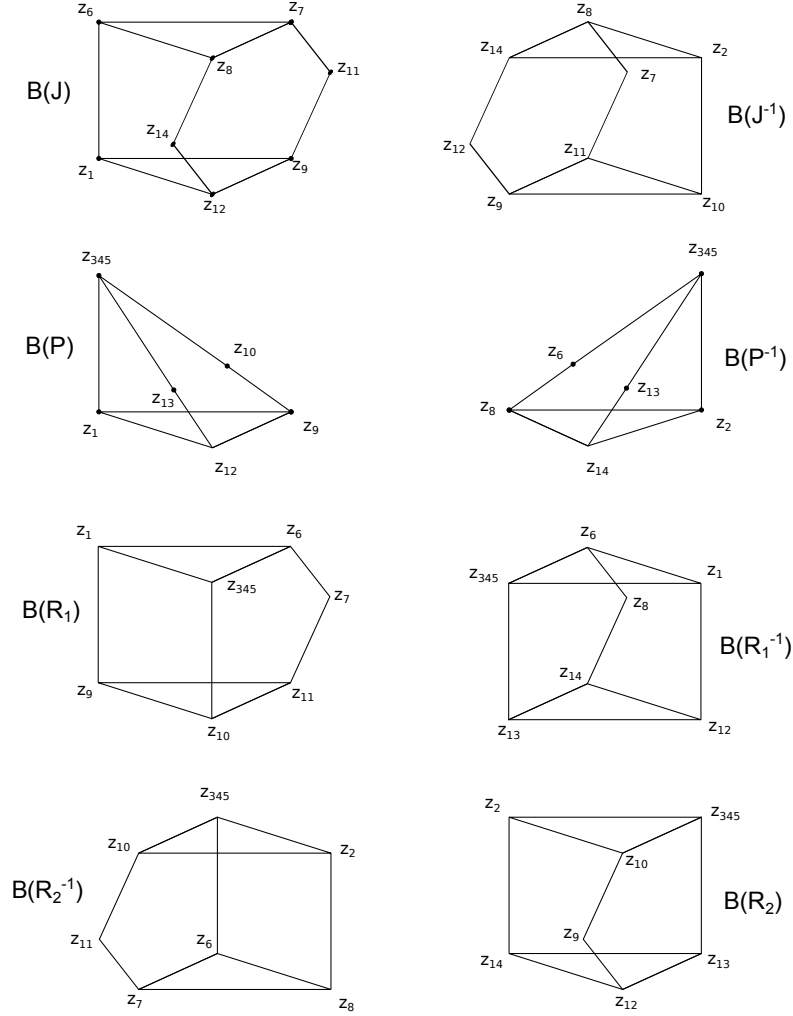 z₆ z₇ z₈
z₈ z₁₁ z₁₄ z₂
B(J) z₇ B(J⁻¹)
z₁₄ z₁₂ z₁₁
z₁ z₉
z₁₂ z₉ z₁₀
z₃₄₅ z₃₄₅
B(P) z₁₀ z₆ B(P⁻¹)
z₁₃ z₈ z₁₃
z₁ z₉ z₂
z₁₂ z₁₄
z₁ z₆ z₆
z₃₄₅ z₇ z₃₄₅ z₁
B(R₁) z₈ B(R₁⁻¹)
z₉ z₁₁ z₁₄
z₁₀ z₁₃ z₁₂
z₃₄₅ z₂ z₃₄₅
z₁₀ z₂ z₁₀
B(R₂⁻¹) B(R₂)
z₁₁ z₆ z₁₄ z₉ z₁₃
z₇ z₈ z₁₂